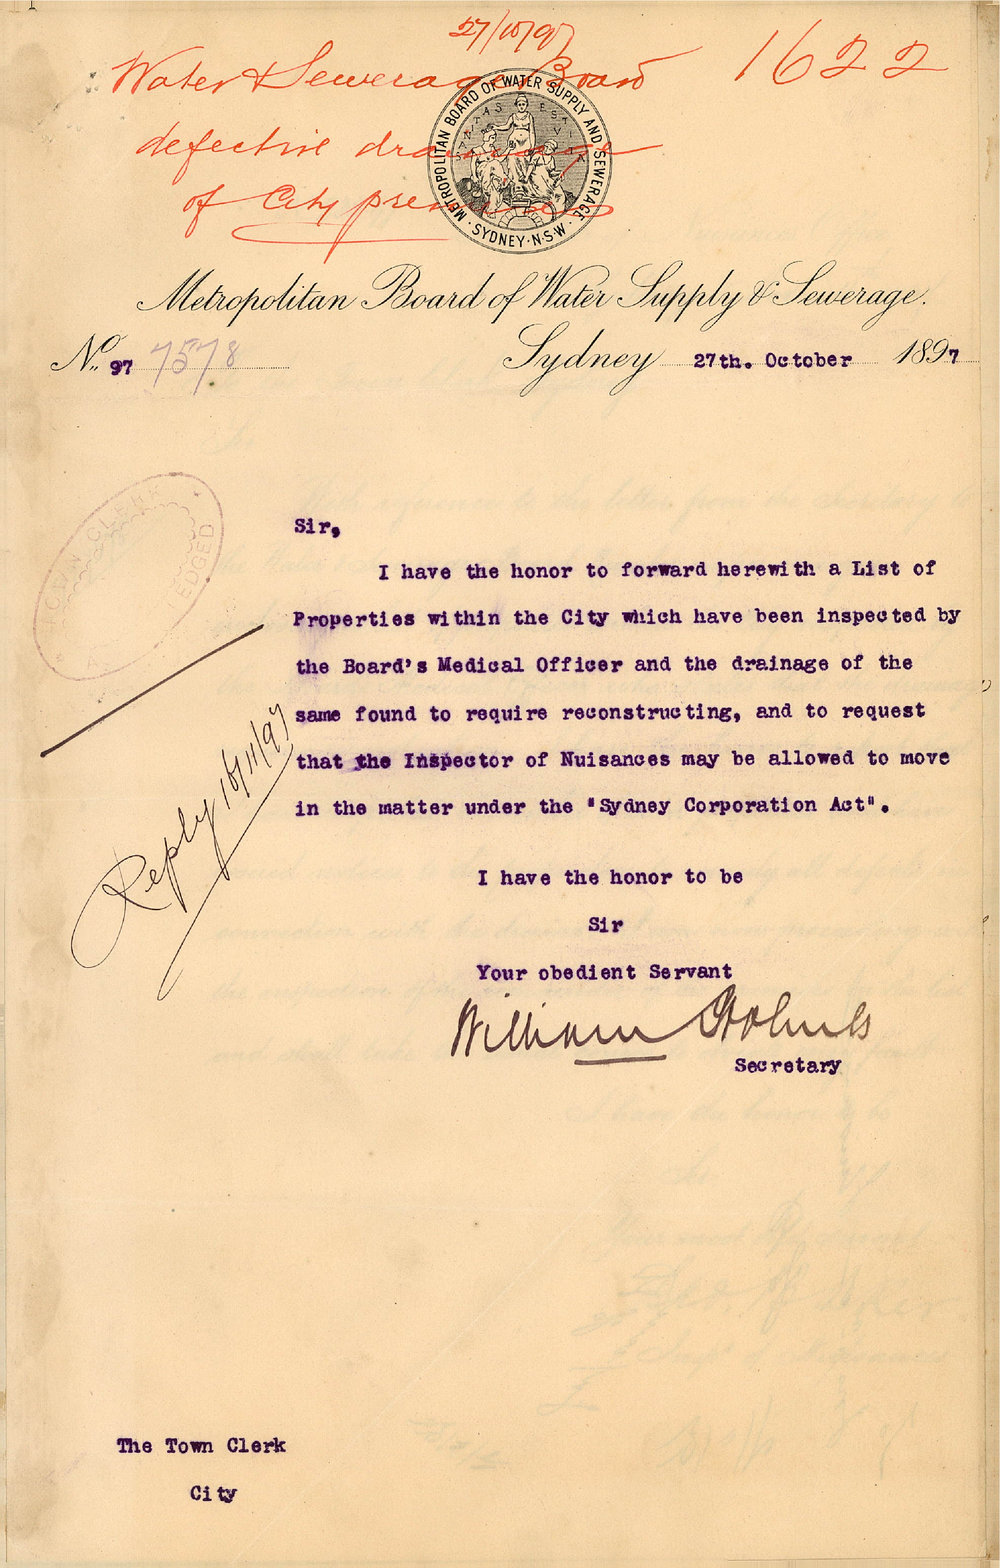 27/10/97
Water & Sewerage Board 1622
defective drainage
of City premises
METROPOLITAN BOARD OF WATER SUPPLY AND SEWERAGE
· SYDNEY · N·S·W ·
Metropolitan Board of Water Supply & Sewerage.
No. 97 7578 Sydney 27th. October 1897
TOWN CLERK
Sir,
I have the honor to forward herewith a List of
Properties within the City which have been inspected by
the Board's Medical Officer and the drainage of the
same found to require reconstructing, and to request
that the Inspector of Nuisances may be allowed to move
in the matter under the "Sydney Corporation Act".
Reply 16/11/97
I have the honor to be
Sir
Your obedient Servant
William Holmes
Secretary
The Town Clerk
City